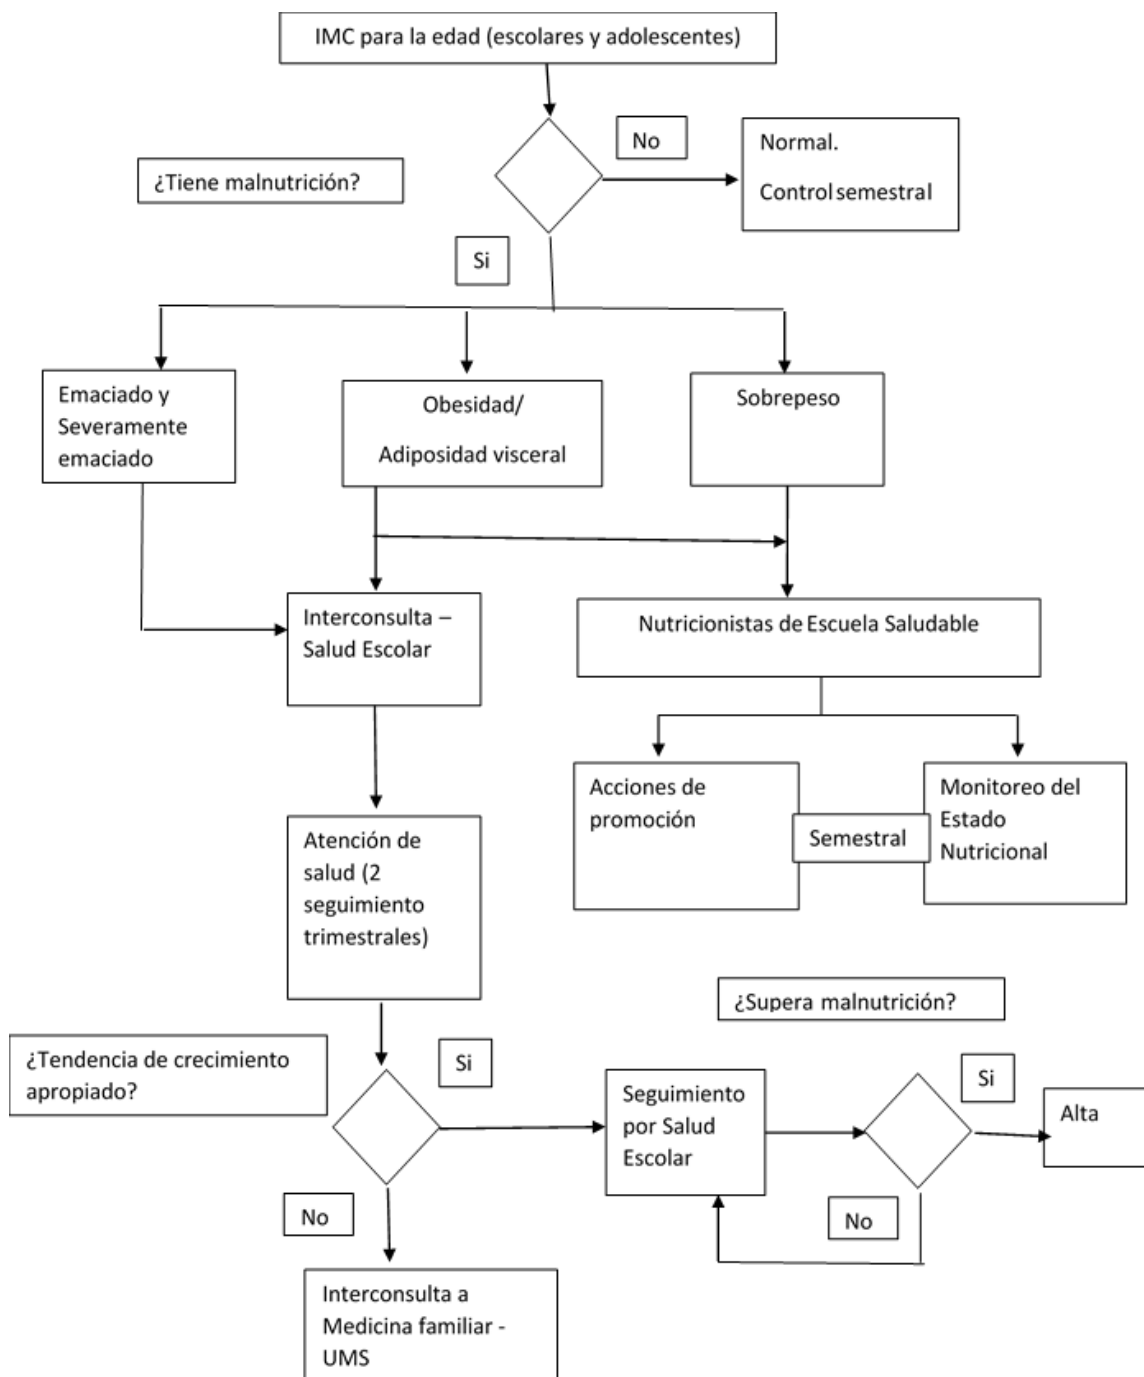 IMC para la edad (escolares y adolescentes)
No
Normal.
Control semestral
¿Tiene malnutrición?
Si
Emaciado y
Severamente
emaciado
Obesidad/
Adiposidad visceral
Sobrepeso
Interconsulta –
Salud Escolar
Nutricionistas de Escuela Saludable
Acciones de
promoción
Semestral
Monitoreo del
Estado
Nutricional
Atención de
salud (2
seguimiento
trimestrales)
¿Supera malnutrición?
¿Tendencia de crecimiento
apropiado?
Si
Seguimiento
por Salud
Escolar
Si
Alta
No
No
Interconsulta a
Medicina familiar -
UMS